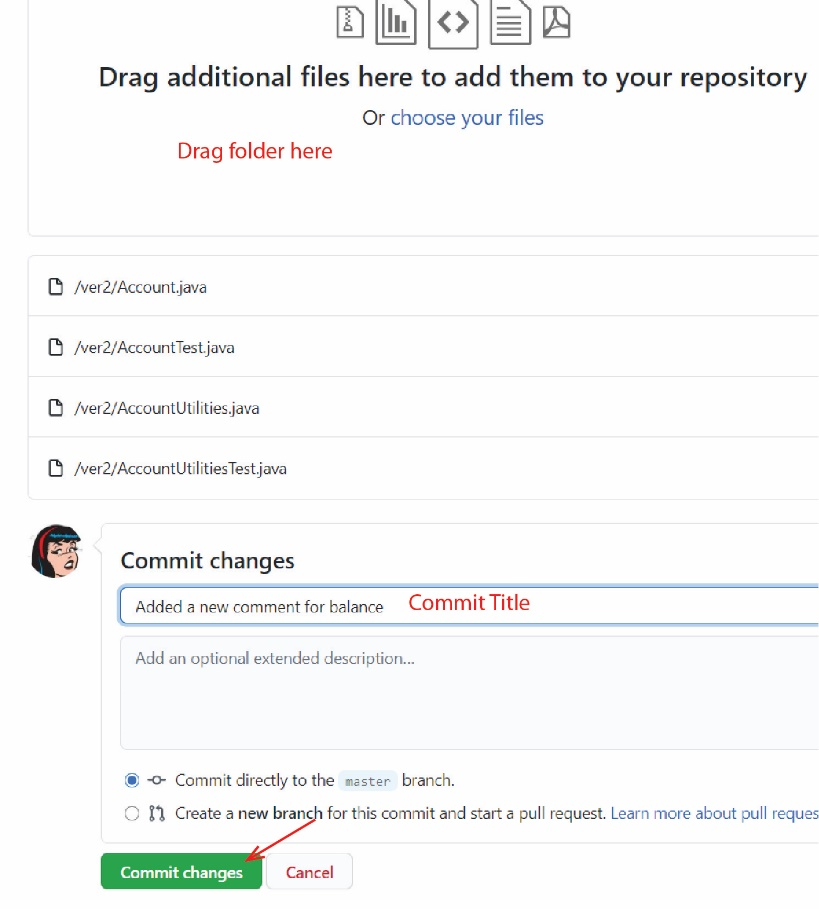 Drag additional files here to add them to your repository
Or choose your files
Drag folder here
/ver2/Account.java
/ver2/AccountTest.java
/ver2/AccountUtilities.java
/ver2/AccountUtilitiesTest.java
Commit changes
Added a new comment for balance Commit Title
Add an optional extended description...
Commit directly to the master branch.
Create a new branch for this commit and start a pull request. Learn more about pull reques
Commit changes Cancel